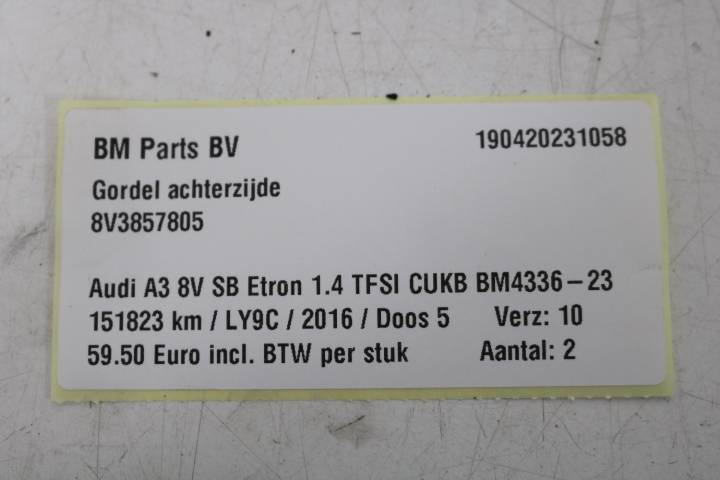 BM Parts BV 190420231058
Gordel achterzijde
8V3857805
Audi A3 8V SB Etron 1.4 TFSI CUKB BM4336-23
151823 km / LY9C / 2016 / Doos 5 Verz: 10
59.50 Euro incl. BTW per stuk Aantal: 2